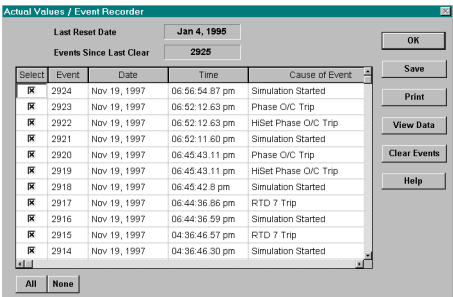 Actual Values / Event Recorder
Last Reset Date Jan 4, 1995
Events Since Last Clear 2925
Select Event Date Time Cause of Event
2924 Nov 19, 1997 06:56:54.87 pm Simulation Started
2923 Nov 19, 1997 06:52:12.63 pm Phase O/C Trip
2922 Nov 19, 1997 06:52:12.63 pm HiSet Phase O/C Trip
2921 Nov 19, 1997 06:52:11.60 pm Simulation Started
2920 Nov 19, 1997 06:45:43.11 pm Phase O/C Trip
2919 Nov 19, 1997 06:45:43.11 pm HiSet Phase O/C Trip
2918 Nov 19, 1997 06:45:42.8 pm Simulation Started
2917 Nov 19, 1997 06:44:36.86 pm RTD 7 Trip
2916 Nov 19, 1997 06:44:36.59 pm Simulation Started
2915 Nov 19, 1997 04:36:46.57 pm RTD 7 Trip
2914 Nov 19, 1997 04:36:46.30 pm Simulation Started
All None
OK
Save
Print
View Data
Clear Events
Help